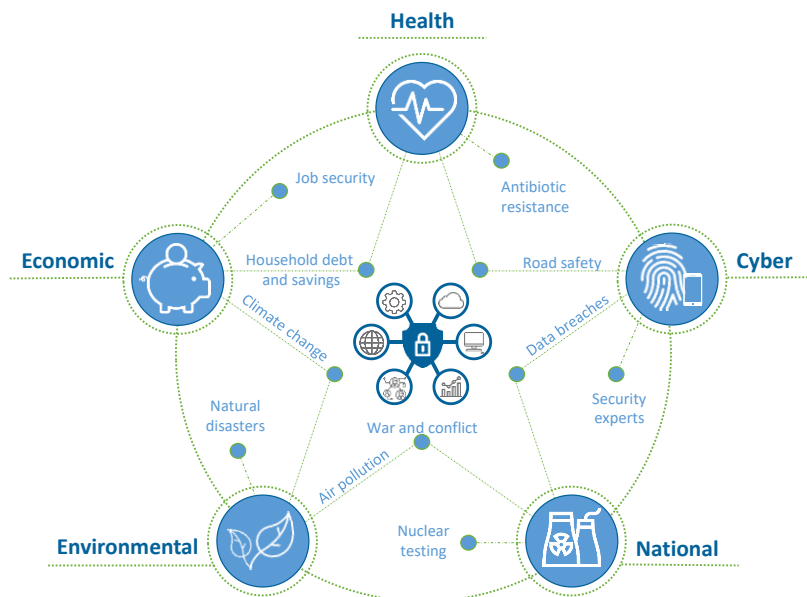 Health
Job security
Antibiotic
resistance
Economic
Household debt
and savings
Road safety
Cyber
Climate change
Data breaches
Natural
disasters
Security
experts
War and conflict
Air pollution
Environmental
Nuclear
testing
National